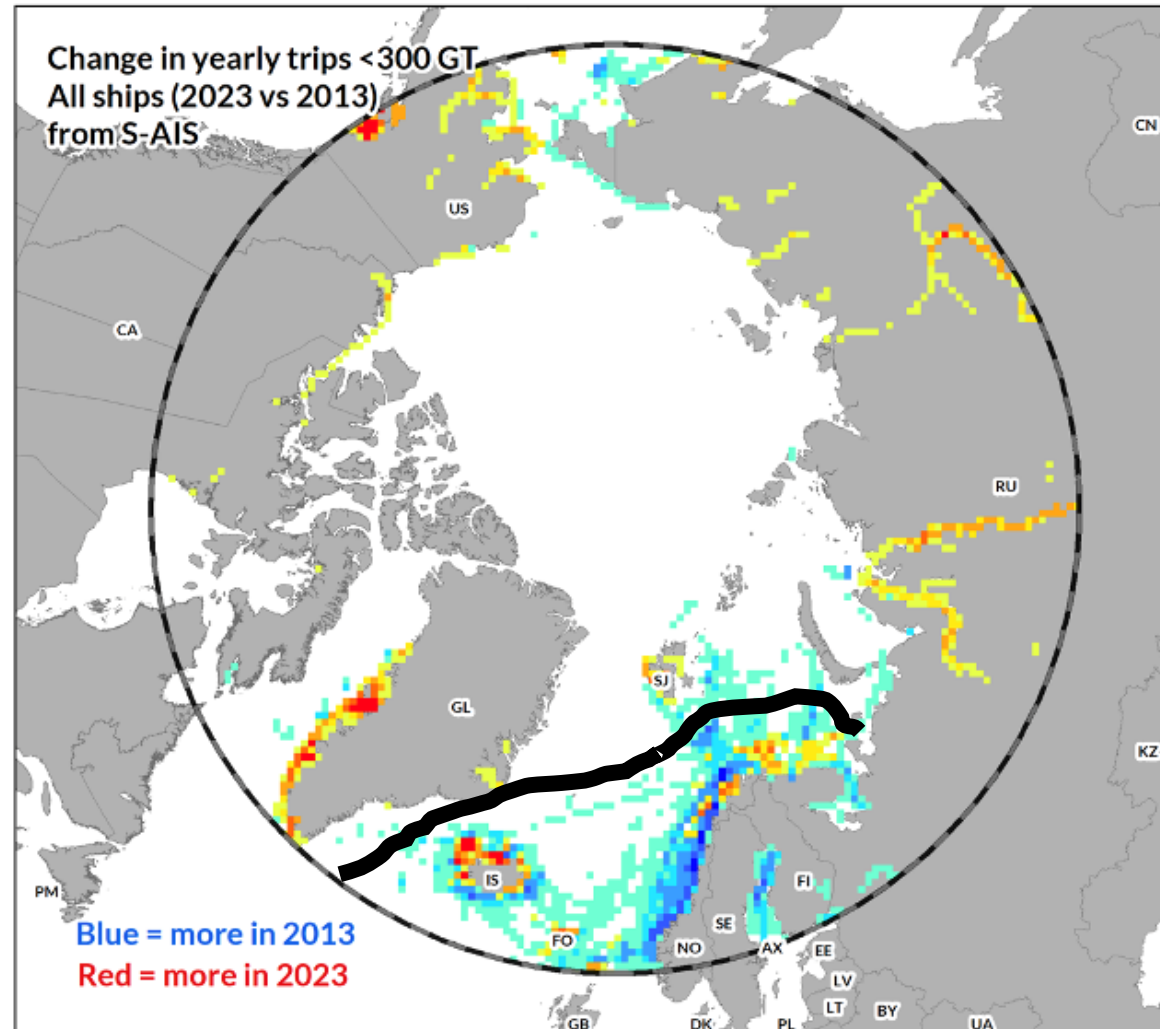 Change in yearly trips <300 GT
All ships (2023 vs 2013)
from S-AIS
CN
US
CA
RU
SJ
GL
KZ
IS
PM
FI
SE
FO
NO
AX
EE
Blue = more in 2013
Red = more in 2023
LV
LT
BY
GB
DK
PL
UA